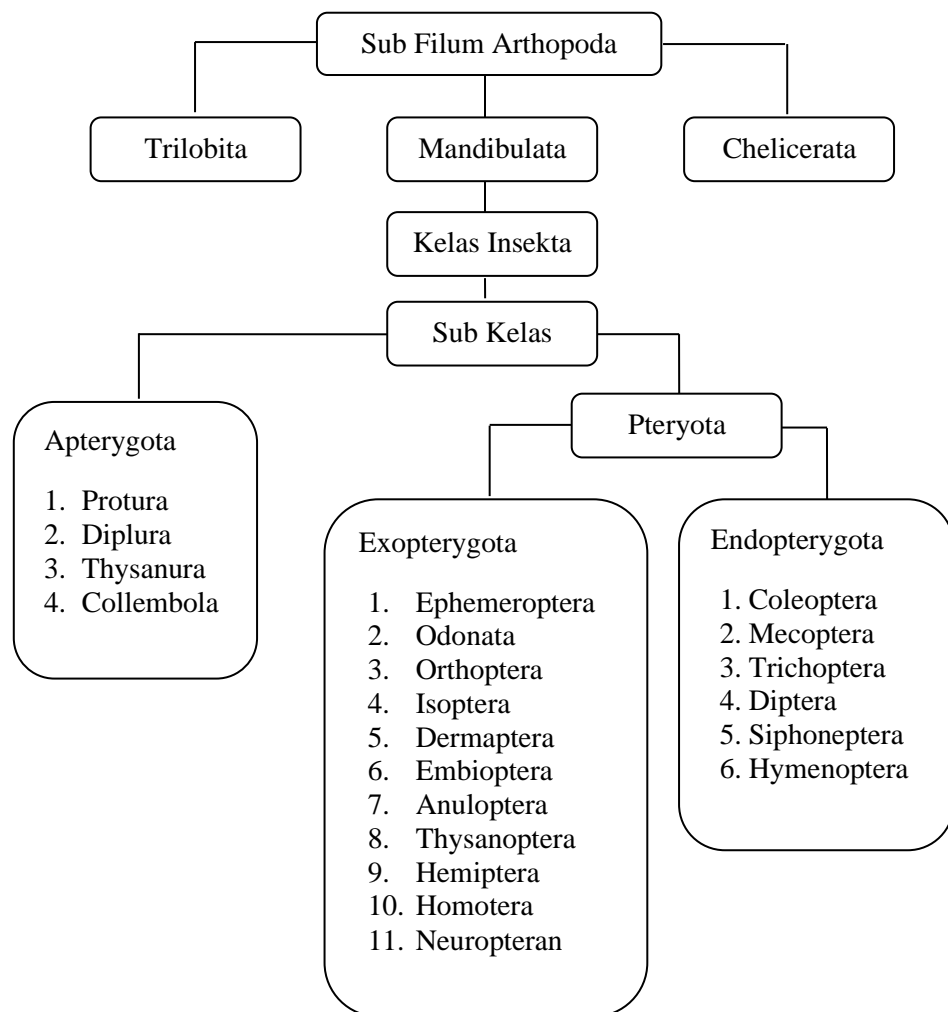 Sub Filum Arthopoda
Trilobita
Mandibulata
Chelicerata
Kelas Insekta
Sub Kelas
Pteryota
Apterygota
1. Protura
2. Diplura
3. Thysanura
4. Collembola
Exopterygota
1. Ephemeroptera
2. Odonata
3. Orthoptera
4. Isoptera
5. Dermaptera
6. Embioptera
7. Anuloptera
8. Thysanoptera
9. Hemiptera
10. Homotera
11. Neuropteran
Endopterygota
1. Coleoptera
2. Mecoptera
3. Trichoptera
4. Diptera
5. Siphoneptera
6. Hymenoptera